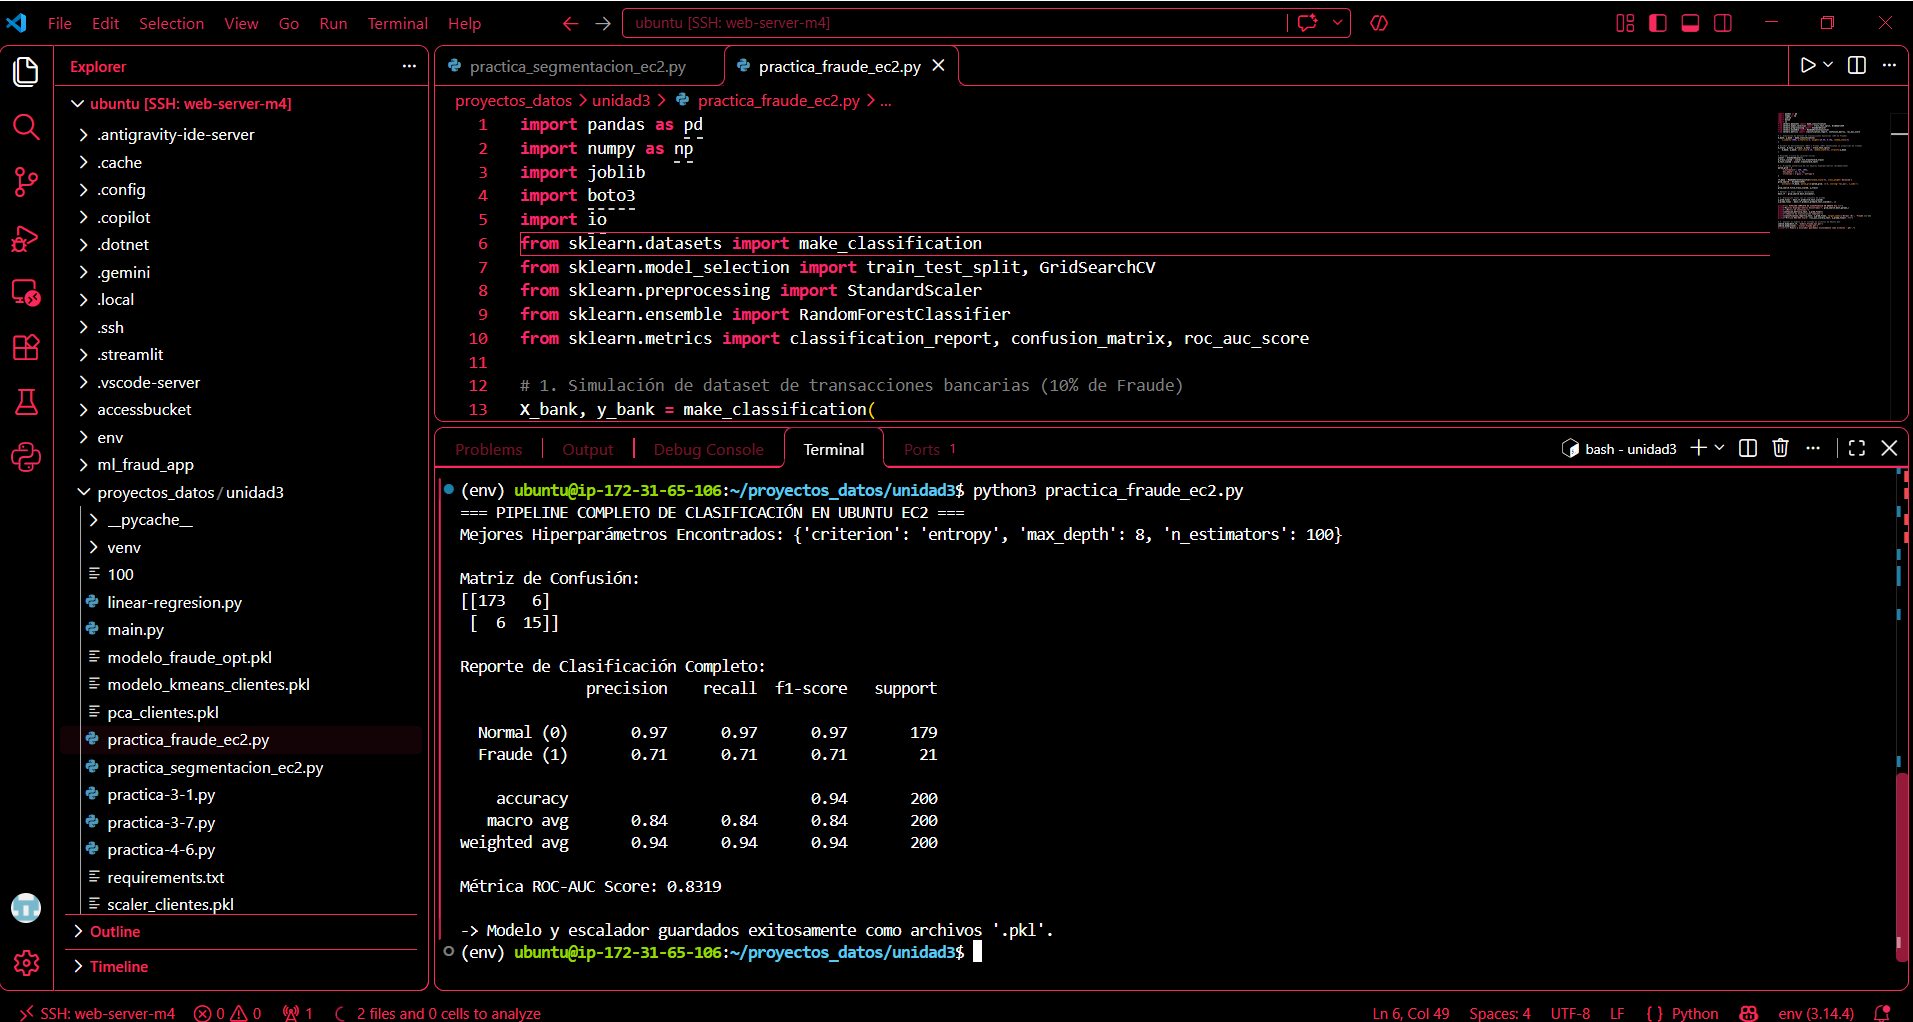 File Edit Selection View Go Run Terminal Help
ubuntu [SSH: web-server-m4]
Explorer
ubuntu [SSH: web-server-m4]
.antigravity-ide-server
.cache
.config
.copilot
.dotnet
.gemini
.local
.ssh
.streamlit
.vscode-server
accessbucket
env
ml_fraud_app
proyectos_datos/unidad3
__pycache__
venv
100
linear-regresion.py
main.py
modelo_fraude_opt.pkl
modelo_kmeans_clientes.pkl
pca_clientes.pkl
practica_fraude_ec2.py
practica_segmentacion_ec2.py
practica-3-1.py
practica-3-7.py
practica-4-6.py
requirements.txt
scaler_clientes.pkl
Outline
Timeline
practica_segmentacion_ec2.py practica_fraude_ec2.py
proyectos_datos > unidad3 > practica_fraude_ec2.py > ...
1 import pandas as pd
2 import numpy as np
3 import joblib
4 import boto3
5 import io
6 from sklearn.datasets import make_classification
7 from sklearn.model_selection import train_test_split, GridSearchCV
8 from sklearn.preprocessing import StandardScaler
9 from sklearn.ensemble import RandomForestClassifier
10 from sklearn.metrics import classification_report, confusion_matrix, roc_auc_score
11
12 # 1. Simulación de dataset de transacciones bancarias (10% de Fraude)
13 X_bank, y_bank = make_classification(
Problems Output Debug Console Terminal Ports 1
bash - unidad3
(env) ubuntu@ip-172-31-65-106:~/proyectos_datos/unidad3$ python3 practica_fraude_ec2.py
=== PIPELINE COMPLETO DE CLASIFICACIÓN EN UBUNTU EC2 ===
Mejores Hiperparámetros Encontrados: {'criterion': 'entropy', 'max_depth': 8, 'n_estimators': 100}
Matriz de Confusión:
[[173   6]
 [  6  15]]
Reporte de Clasificación Completo:
precision recall f1-score support
Normal (0) 0.97 0.97 0.97 179
Fraude (1) 0.71 0.71 0.71 21
accuracy 0.94 200
macro avg 0.84 0.84 0.84 200
weighted avg 0.94 0.94 0.94 200
Métrica ROC-AUC Score: 0.8319
-> Modelo y escalador guardados exitosamente como archivos '.pkl'.
(env) ubuntu@ip-172-31-65-106:~/proyectos_datos/unidad3$
SSH: web-server-m4 0 0 1 2 files and 0 cells to analyze Ln 6, Col 49 Spaces: 4 UTF-8 LF { } Python env (3.14.4)